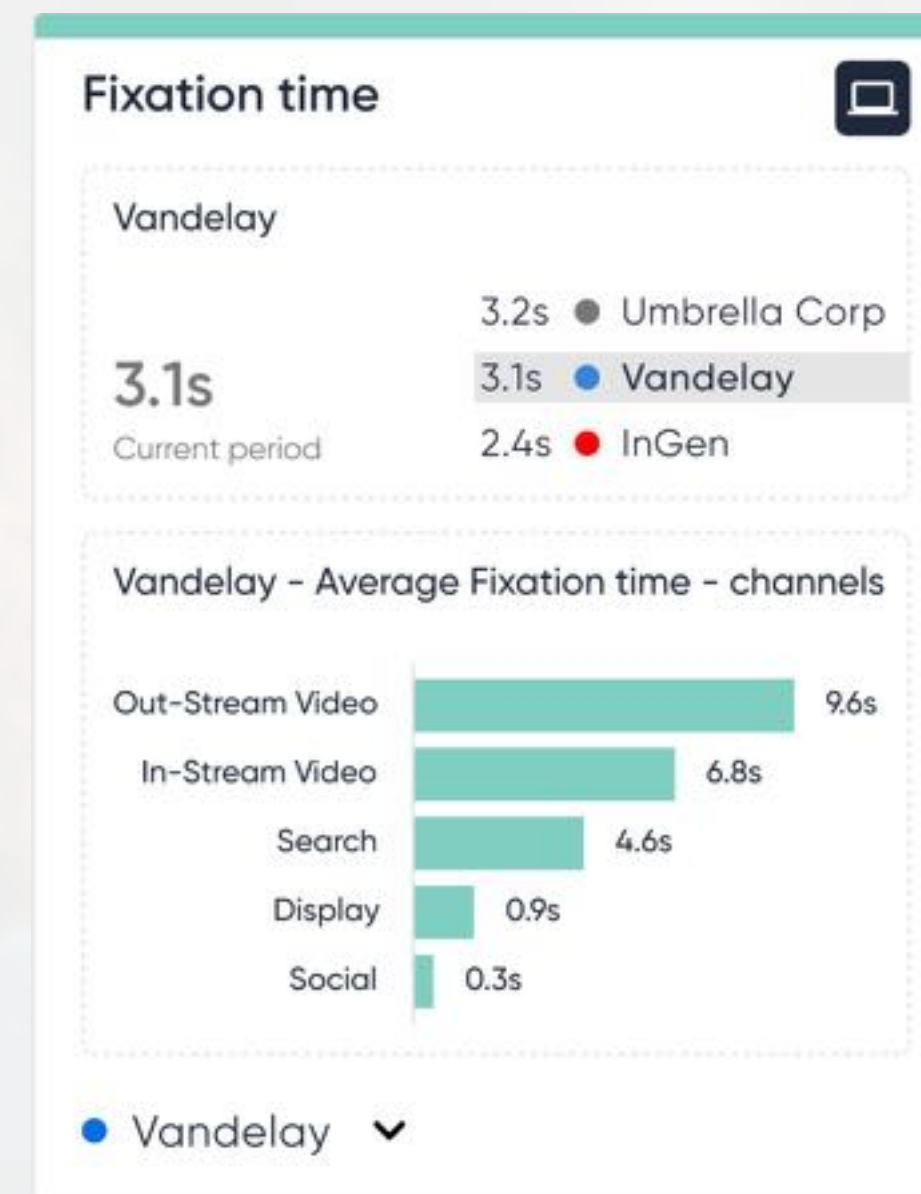 Fixation time
Vandelay
3.1s
Current period
3.2s Umbrella Corp
3.1s Vandelay
2.4s InGen
Vandelay - Average Fixation time - channels
Out-Stream Video 9.6s
In-Stream Video 6.8s
Search 4.6s
Display 0.9s
Social 0.3s
Vandelay